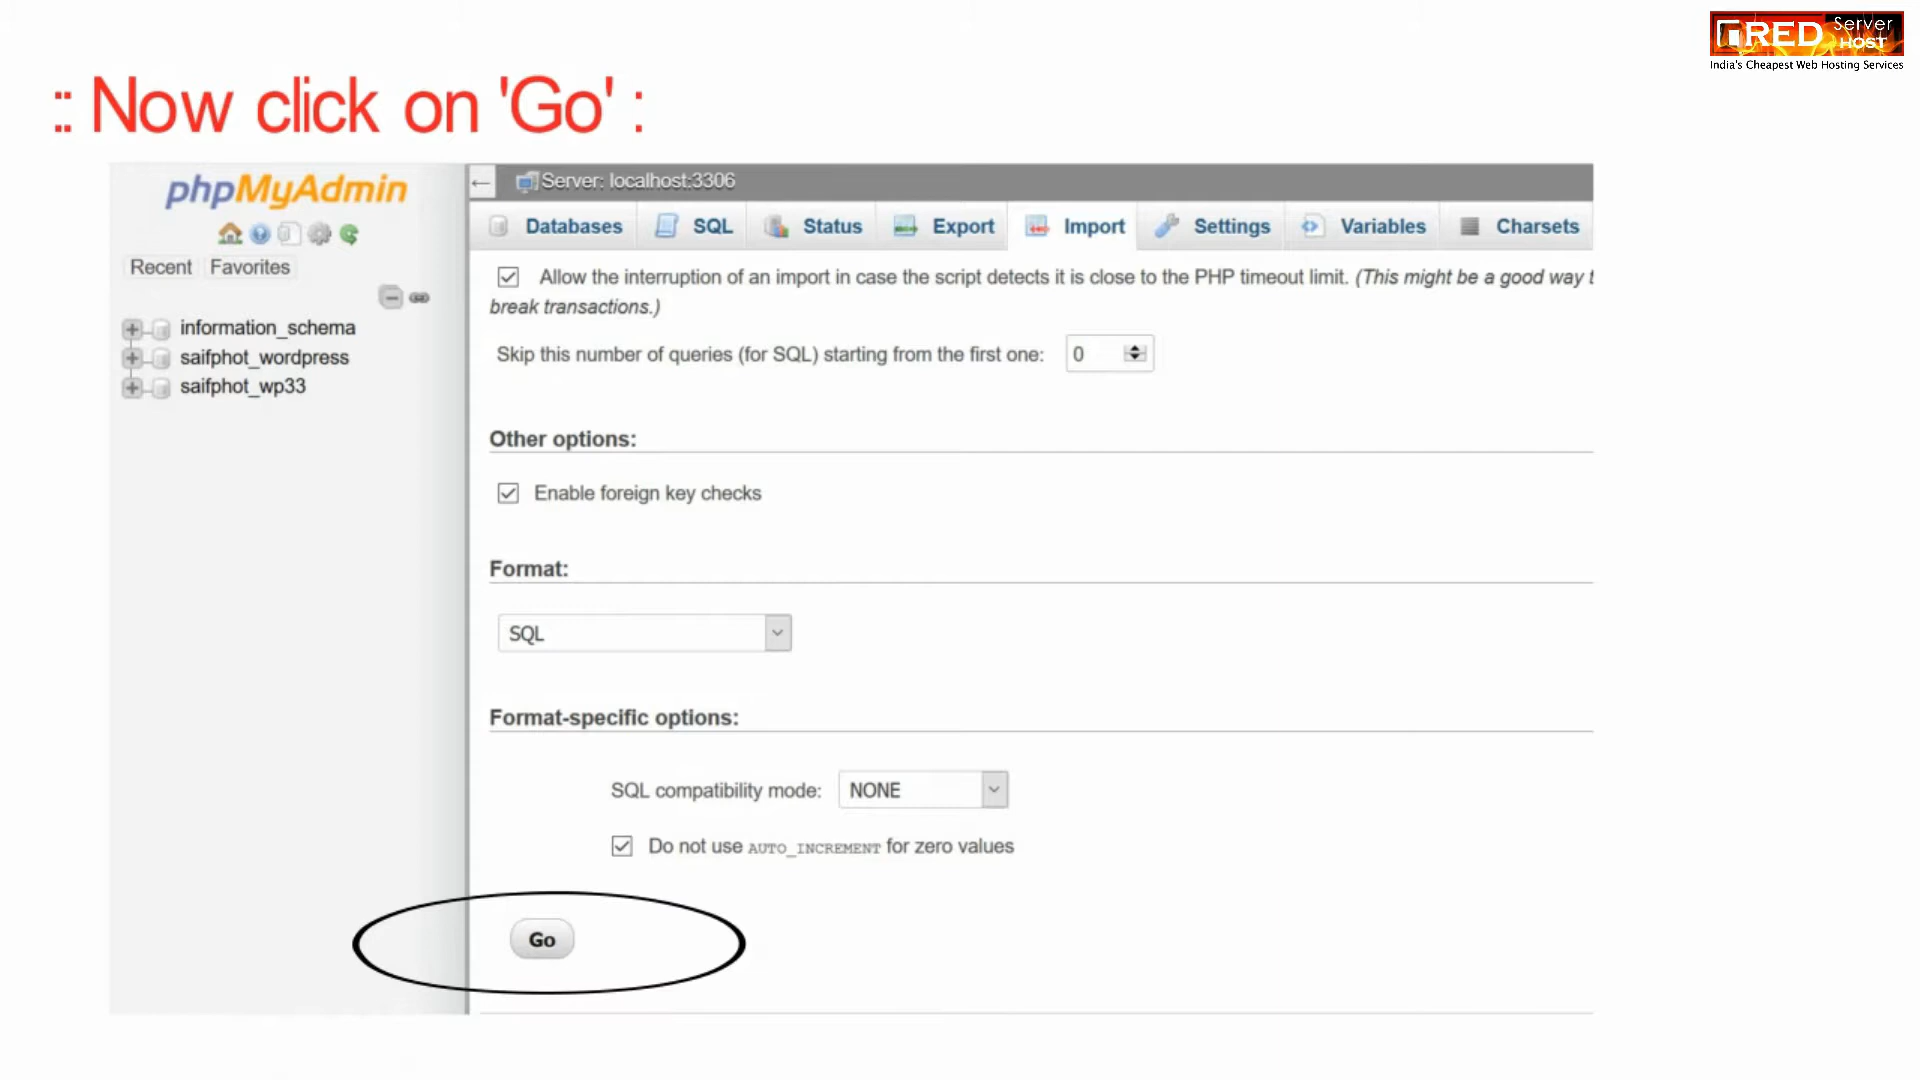 RED Server HOST
India's Cheapest Web Hosting Services
:: Now click on 'Go' :
phpMyAdmin
Recent Favorites
information_schema
saifphot_wordpress
saifphot_wp33
Server: localhost:3306
Databases SQL Status Export Import Settings Variables Charsets
Allow the interruption of an import in case the script detects it is close to the PHP timeout limit. (This might be a good way t
break transactions.)
Skip this number of queries (for SQL) starting from the first one: 0
Other options:
Enable foreign key checks
Format:
SQL
Format-specific options:
SQL compatibility mode: NONE
Do not use AUTO_INCREMENT for zero values
Go